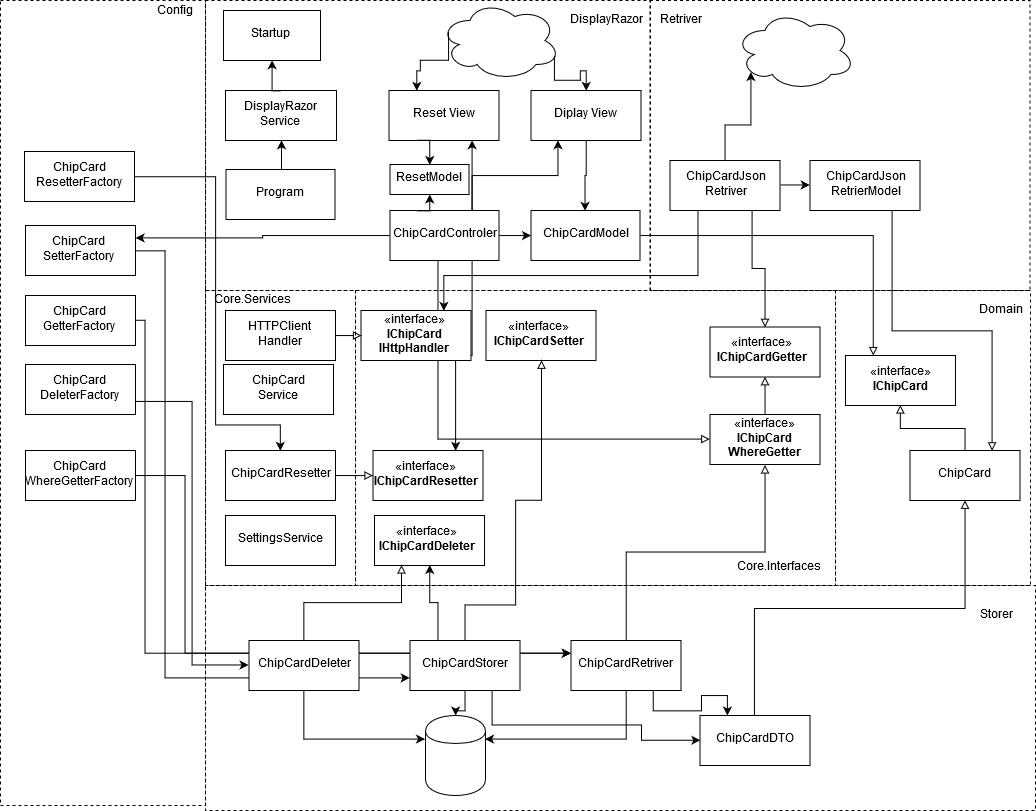 Config
DisplayRazor
Retriver
Startup
DisplayRazor
Service
Reset View
Diplay View
ChipCard
ResetterFactory
Program
ResetModel
ChipCardJson
Retriver
ChipCardJson
RetrierModel
ChipCard
SetterFactory
ChipCardControler
ChipCardModel
Core.Services
Domain
ChipCard
GetterFactory
HTTPClient
Handler
«interface»
IChipCard
IHttpHandler
«interface»
IChipCardSetter
«interface»
IChipCardGetter
«interface»
IChipCard
ChipCard
DeleterFactory
ChipCard
Service
«interface»
IChipCard
WhereGetter
ChipCard
WhereGetterFactory
ChipCardResetter
«interface»
IChipCardResetter
ChipCard
SettingsService
«interface»
IChipCardDeleter
Core.Interfaces
Storer
ChipCardDeleter
ChipCardStorer
ChipCardRetriver
ChipCardDTO